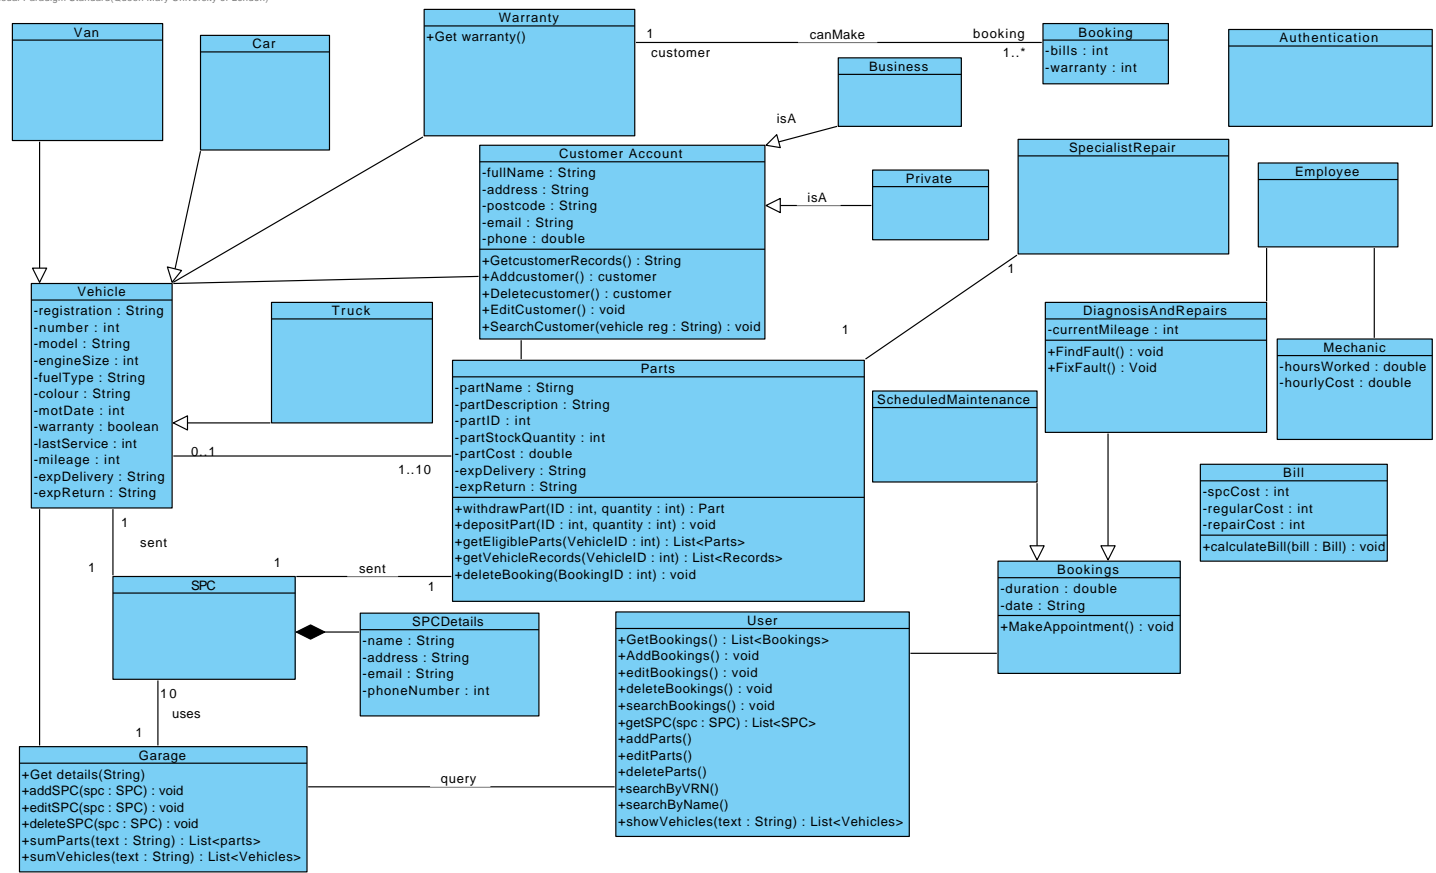 Van
Car
Warranty
+Get warranty()
1
canMake
booking
customer
1..*
Booking
-bills : int
-warranty : int
Authentication
Business
isA
Customer Account
-fullName : String
-address : String
-postcode : String
-email : String
-phone : double
+GetcustomerRecords() : String
+Addcustomer() : customer
+Deletecustomer() : customer
+EditCustomer() : void
+SearchCustomer(vehicle reg : String) : void
Private
isA
SpecialistRepair
1
1
Employee
Vehicle
-registration : String
-number : int
-model : String
-engineSize : int
-fuelType : String
-colour : String
-motDate : int
-warranty : boolean
-lastService : int
-mileage : int
-expDelivery : String
-expReturn : String
Truck
0..1
1..10
Parts
-partName : Stirng
-partDescription : String
-partID : int
-partStockQuantity : int
-partCost : double
-expDelivery : String
-expReturn : String
+withdrawPart(ID : int, quantity : int) : Part
+depositPart(ID : int, quantity : int) : void
+getEligibleParts(VehicleID : int) : List<Parts>
+getVehicleRecords(VehicleID : int) : List<Records>
+deleteBooking(BookingID : int) : void
DiagnosisAndRepairs
-currentMileage : int
+FindFault() : void
+FixFault() : Void
Mechanic
-hoursWorked : double
-hourlyCost : double
ScheduledMaintenance
Bill
-spcCost : int
-regularCost : int
-repairCost : int
+calculateBill(bill : Bill) : void
1
sent
1
1
sent
1
SPC
SPCDetails
-name : String
-address : String
-email : String
-phoneNumber : int
Bookings
-duration : double
-date : String
+MakeAppointment() : void
User
+GetBookings() : List<Bookings>
+AddBookings() : void
+editBookings() : void
+deleteBookings() : void
+searchBookings() : void
+getSPC(spc : SPC) : List<SPC>
+addParts()
+editParts()
+deleteParts()
+searchByVRN()
+searchByName()
+showVehicles(text : String) : List<Vehicles>
10
uses
1
Garage
+Get details(String)
+addSPC(spc : SPC) : void
+editSPC(spc : SPC) : void
+deleteSPC(spc : SPC) : void
+sumParts(text : String) : List<parts>
+sumVehicles(text : String) : List<Vehicles>
query